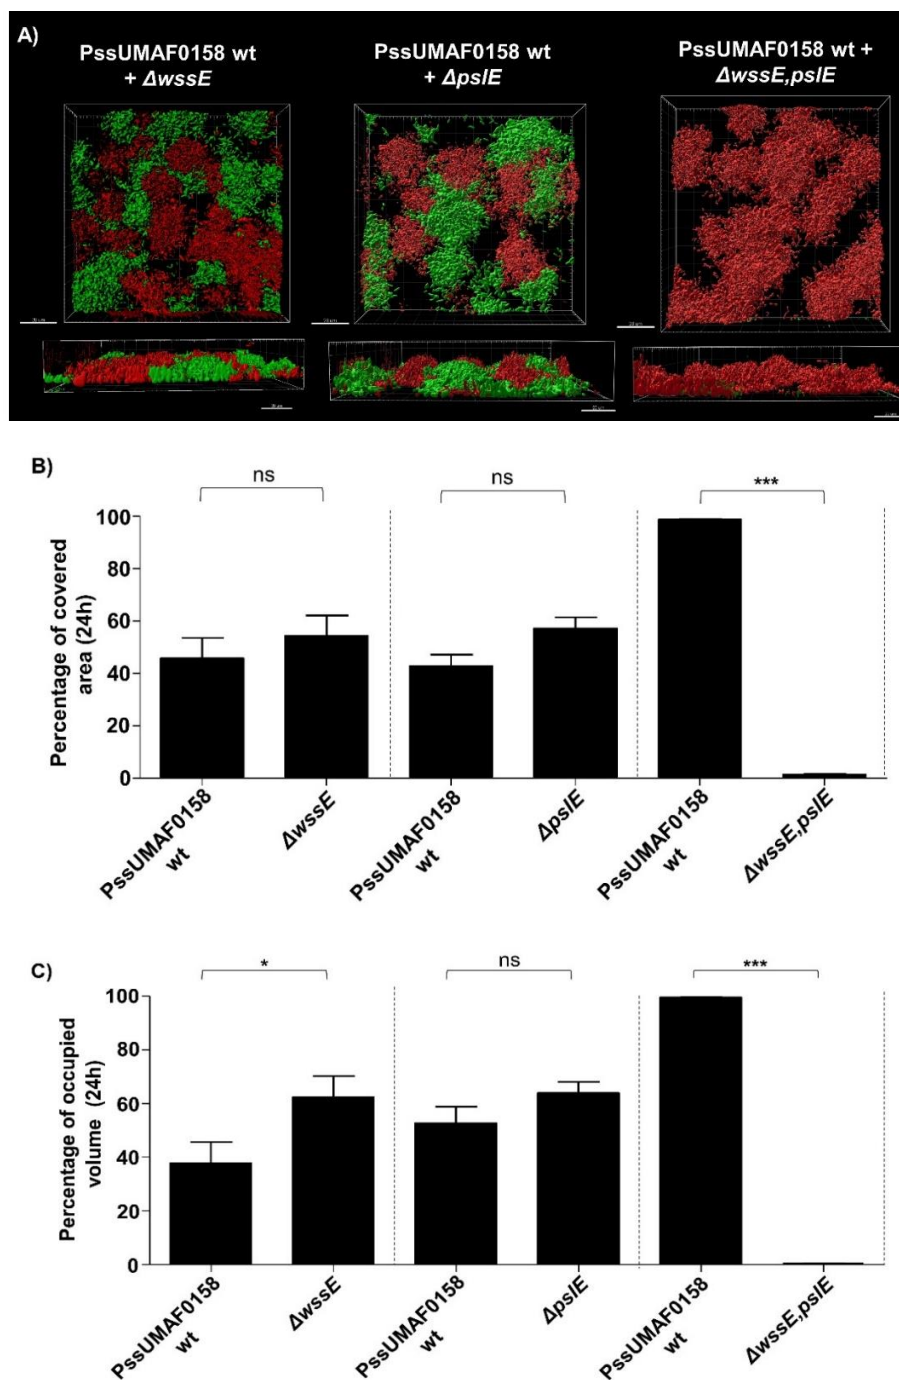 A)
PssUMAF0158 wt
+ ΔwssE
PssUMAF0158 wt
+ ΔpslE
PssUMAF0158 wt +
ΔwssE,pslE
B)
ns
ns
***
Percentage of covered
area (24h)
100
80
60
40
20
0
PssUMAF0158
wt
ΔwssE
PssUMAF0158
wt
ΔpslE
PssUMAF0158
wt
ΔwssE,pslE
C)
*
ns
***
Percentage of occupied
volume (24h)
100
80
60
40
20
0
PssUMAF0158
wt
ΔwssE
PssUMAF0158
wt
ΔpslE
PssUMAF0158
wt
ΔwssE,pslE